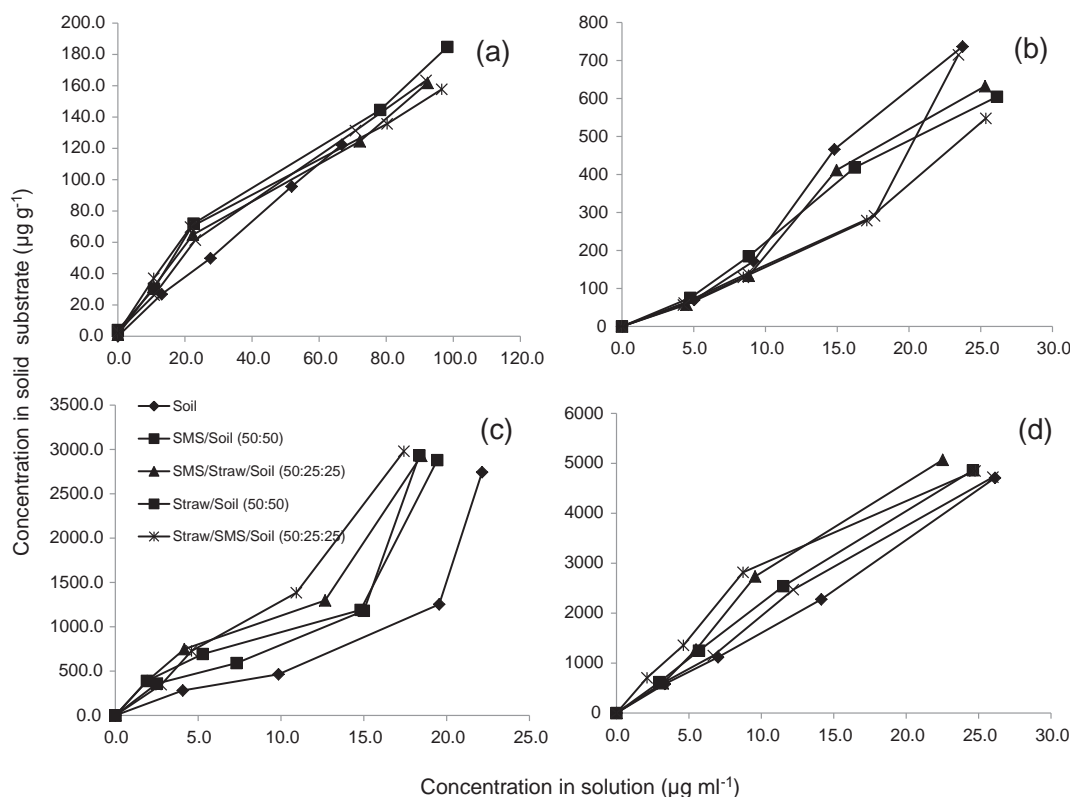 Concentration in solid substrate (µg g-1)
200.0
180.0
160.0
140.0
120.0
100.0
80.0
60.0
40.0
20.0
0.0
(a)
0.0 20.0 40.0 60.0 80.0 100.0 120.0
800
700
600
500
400
300
200
100
0
(b)
0.0 5.0 10.0 15.0 20.0 25.0 30.0
3500.0
3000.0
2500.0
2000.0
1500.0
1000.0
500.0
0.0
(c)
Soil
SMS/Soil (50:50)
SMS/Straw/Soil (50:25:25)
Straw/Soil (50:50)
Straw/SMS/Soil (50:25:25)
0.0 5.0 10.0 15.0 20.0 25.0
6000
5000
4000
3000
2000
1000
0
(d)
0.0 5.0 10.0 15.0 20.0 25.0 30.0
Concentration in solution (µg ml-1)